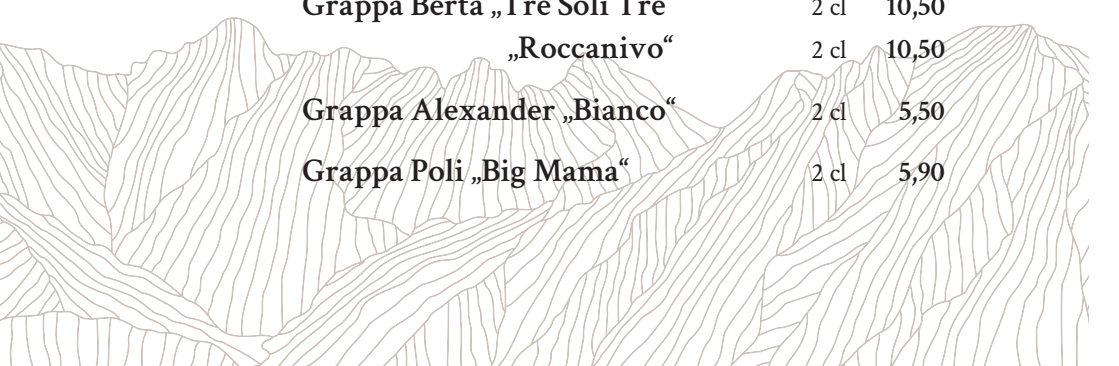 Grappa Berta „Tre Soli Tre 2 cl 10,50
„Roccanivo“ 2 cl 10,50
Grappa Alexander „Bianco“ 2 cl 5,50
Grappa Poli „Big Mama“ 2 cl 5,90